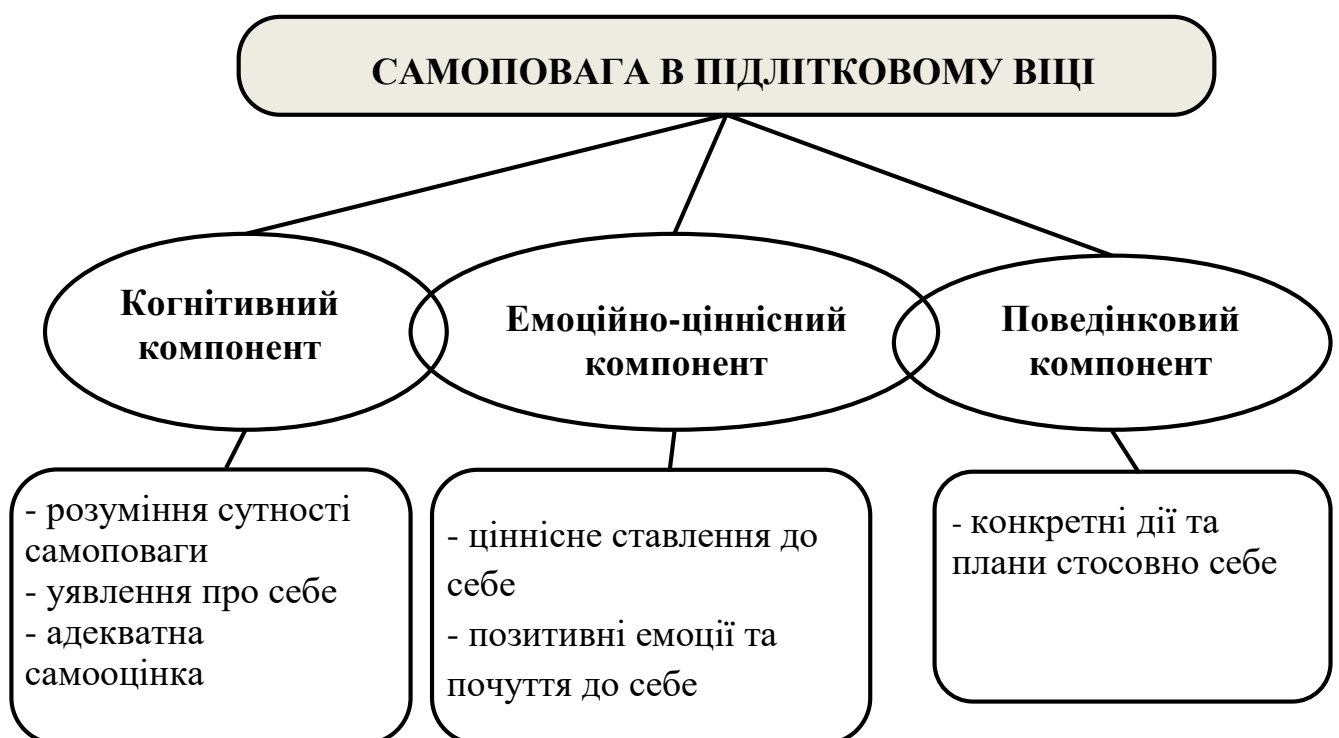 САМОПОВАГА В ПІДЛІТКОВОМУ ВІЦІ
Когнітивний
компонент
Емоційно-ціннісний
компонент
Поведінковий
компонент
- розуміння сутності
самоповаги
- уявлення про себе
- адекватна
самооцінка
- ціннісне ставлення до
себе
- позитивні емоції та
почуття до себе
- конкретні дії та
плани стосовно себе